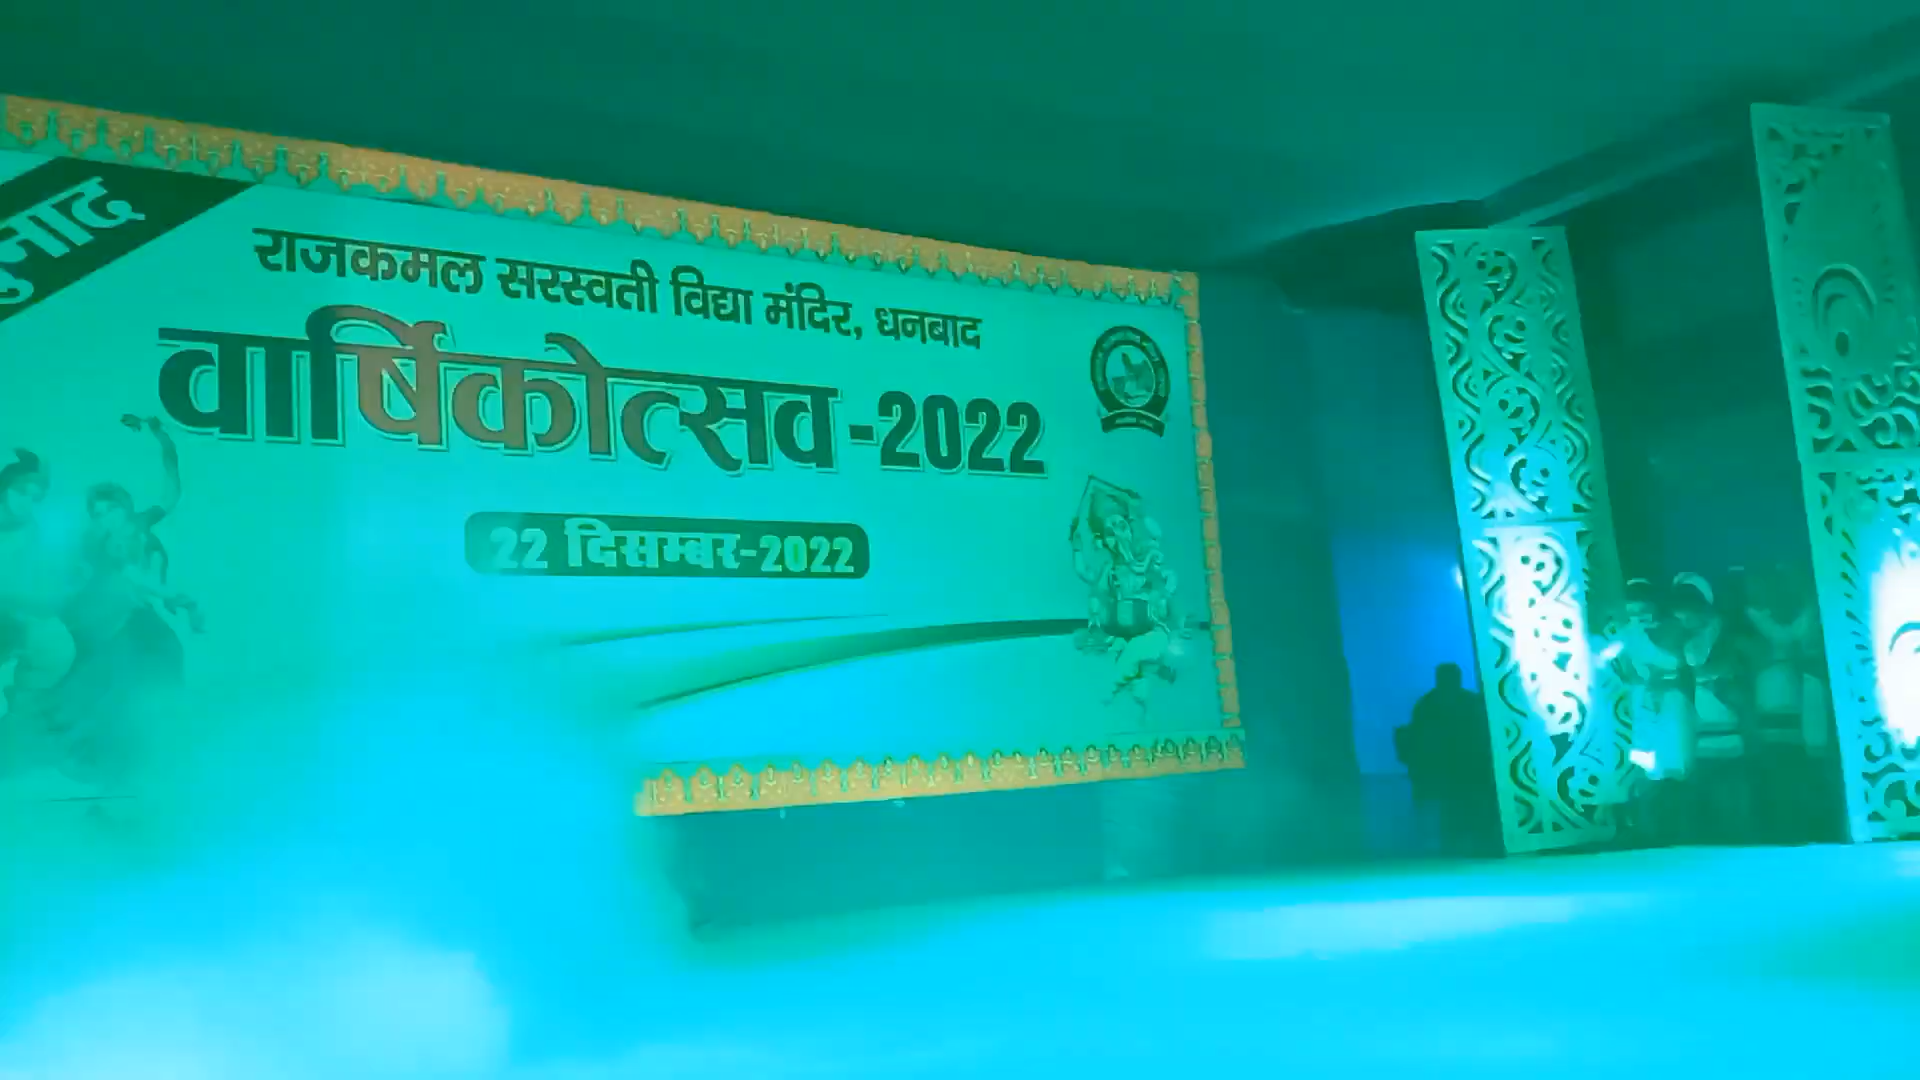 राजकमल सरस्वती विद्या मंदिर, धनबाद
वार्षिकोत्सव-2022
22 दिसम्बर-2022